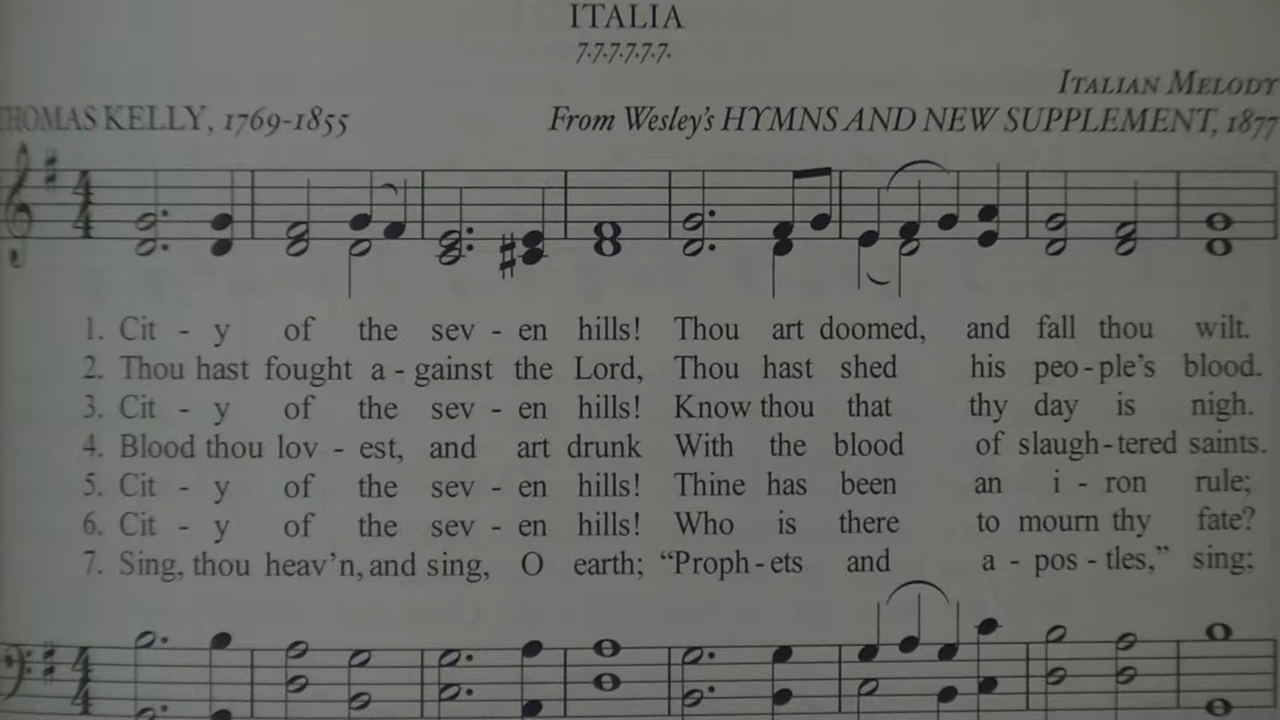 ITALIA
7.7.7.7.7.7.
ITALIAN MELODY
THOMAS KELLY, 1769-1855
From Wesley's HYMNS AND NEW SUPPLEMENT, 1877
4
4
1. Cit - y of the sev - en hills! Thou art doomed, and fall thou wilt.
2. Thou hast fought a - gainst the Lord, Thou hast shed his peo - ple's blood.
3. Cit - y of the sev - en hills! Know thou that thy day is nigh.
4. Blood thou lov - est, and art drunk With the blood of slaugh - tered saints.
5. Cit - y of the sev - en hills! Thine has been an i - ron rule;
6. Cit - y of the sev - en hills! Who is there to mourn thy fate?
7. Sing, thou heav'n, and sing, O earth; “Proph - ets and a - pos - tles,” sing;
4
4